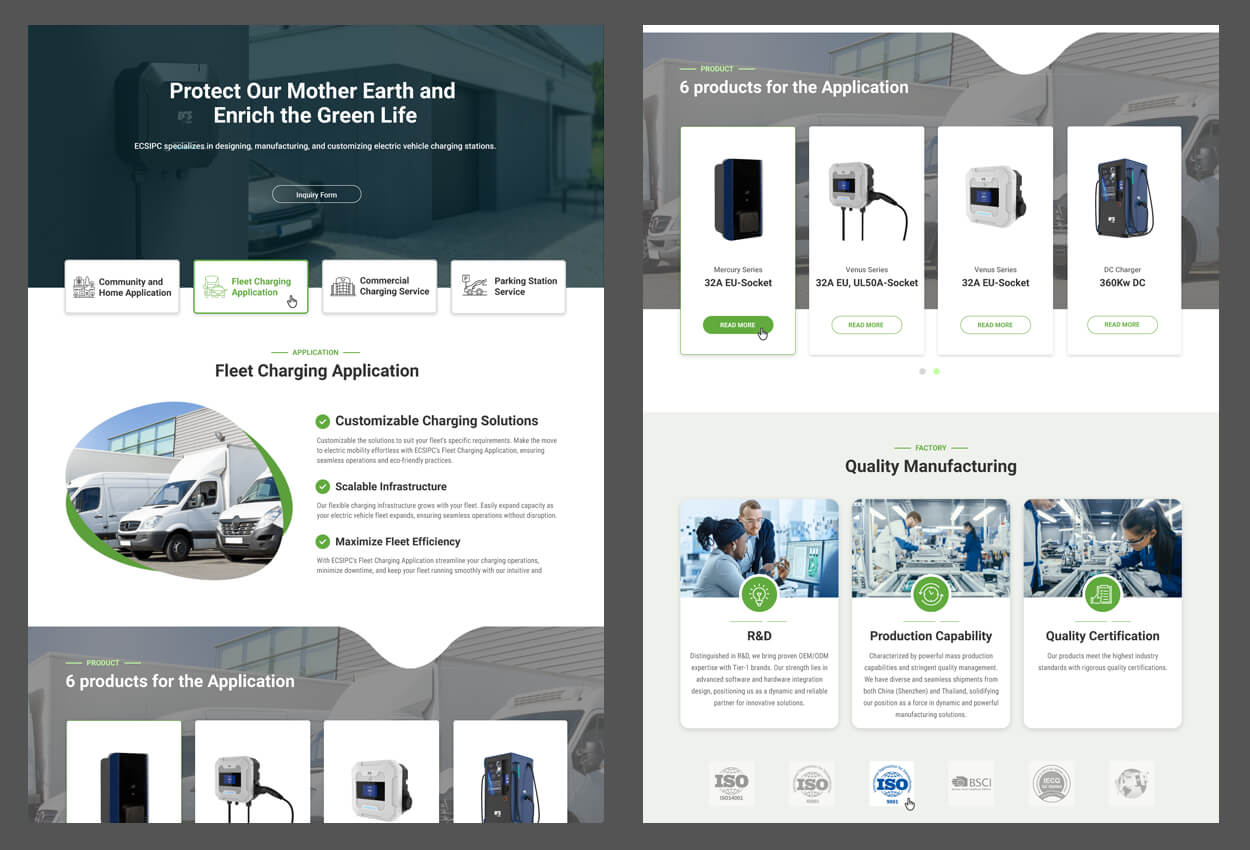 Protect Our Mother Earth and
Enrich the Green Life
ECSIPC specializes in designing, manufacturing, and customizing electric vehicle charging stations.
Inquiry Form
Community and
Home Application
Fleet Charging
Application
Commercial
Charging Service
Parking Station
Service
APPLICATION
Fleet Charging Application
Customizable Charging Solutions
Customizable the solutions to suit your fleet's specific requirements. Make the move
to electric mobility effortless with ECSIPC's Fleet Charging Application, ensuring
seamless operations and eco-friendly practices.
Scalable Infrastructure
Our flexible charging infrastructure grows with your fleet. Easily expand capacity as
your electric vehicle fleet expands, ensuring seamless operations without disruption.
Maximize Fleet Efficiency
With ECSIPC's Fleet Charging Application streamline your charging operations,
minimize downtime, and keep your fleet running smoothly with our intuitive and
PRODUCT
6 products for the Application
PRODUCT
6 products for the Application
Mercury Series
32A EU-Socket
READ MORE
Venus Series
32A EU, UL50A-Socket
READ MORE
Venus Series
32A EU-Socket
READ MORE
DC Charger
360Kw DC
READ MORE
FACTORY
Quality Manufacturing
R&D
Distinguished in R&D, we bring proven OEM/ODM
expertise with Tier-1 brands. Our strength lies in
advanced software and hardware integration
design, positioning us as a dynamic and reliable
partner for innovative solutions.
Production Capability
Characterized by powerful mass production
capabilities and stringent quality management.
We have diverse and seamless shipments from
both China (Shenzhen) and Thailand, solidifying
our position as a force in dynamic and powerful
manufacturing solutions.
Quality Certification
Our products meet the highest industry
standards with rigorous quality certifications.
ISO
ISO14001
ISO
ISO
9001
BSCI
IECQ